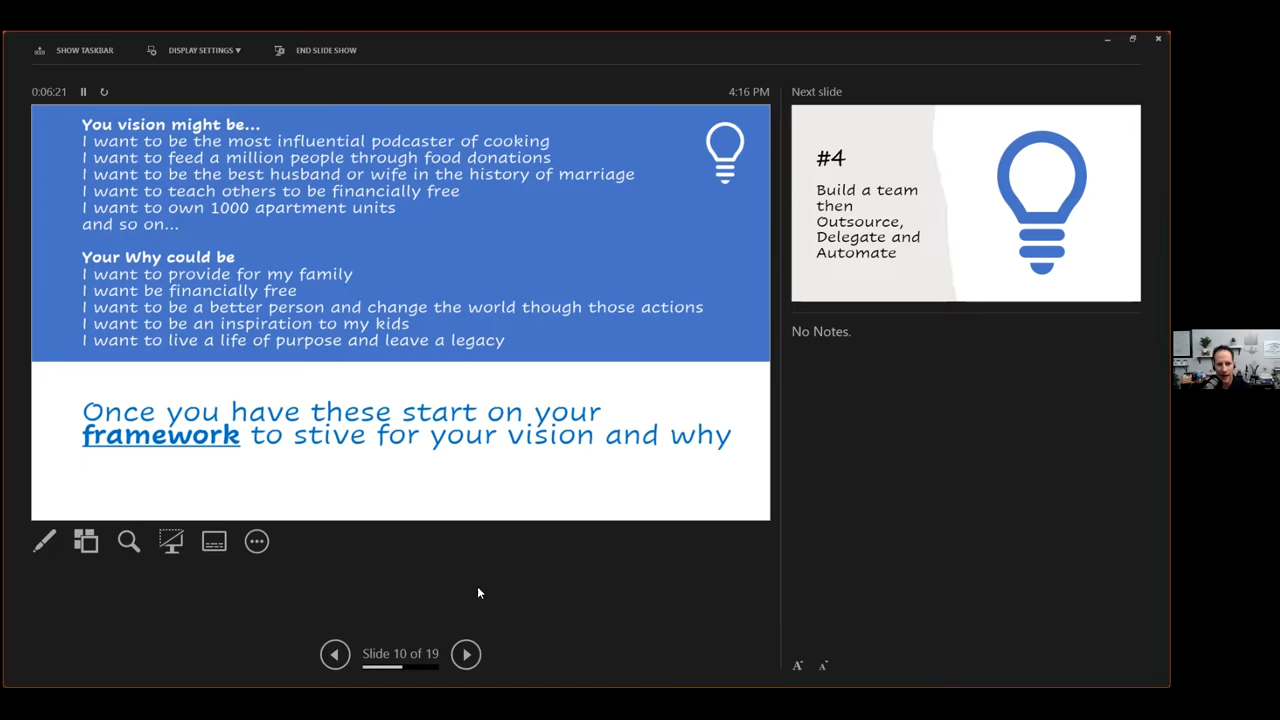 SHOW TASKBAR
DISPLAY SETTINGS ▾
END SLIDE SHOW
0:06:21
4:16 PM
You vision might be...
I want to be the most influential podcaster of cooking
I want to feed a million people through food donations
I want to be the best husband or wife in the history of marriage
I want to teach others to be financially free
I want to own 1000 apartment units
and so on...
Your Why could be
I want to provide for my family
I want be financially free
I want to be a better person and change the world though those actions
I want to be an inspiration to my kids
I want to live a life of purpose and leave a legacy
Once you have these start on your
framework to stive for your vision and why
Slide 10 of 19
Next slide
#4
Build a team
then
Outsource,
Delegate and
Automate
No Notes.
A A